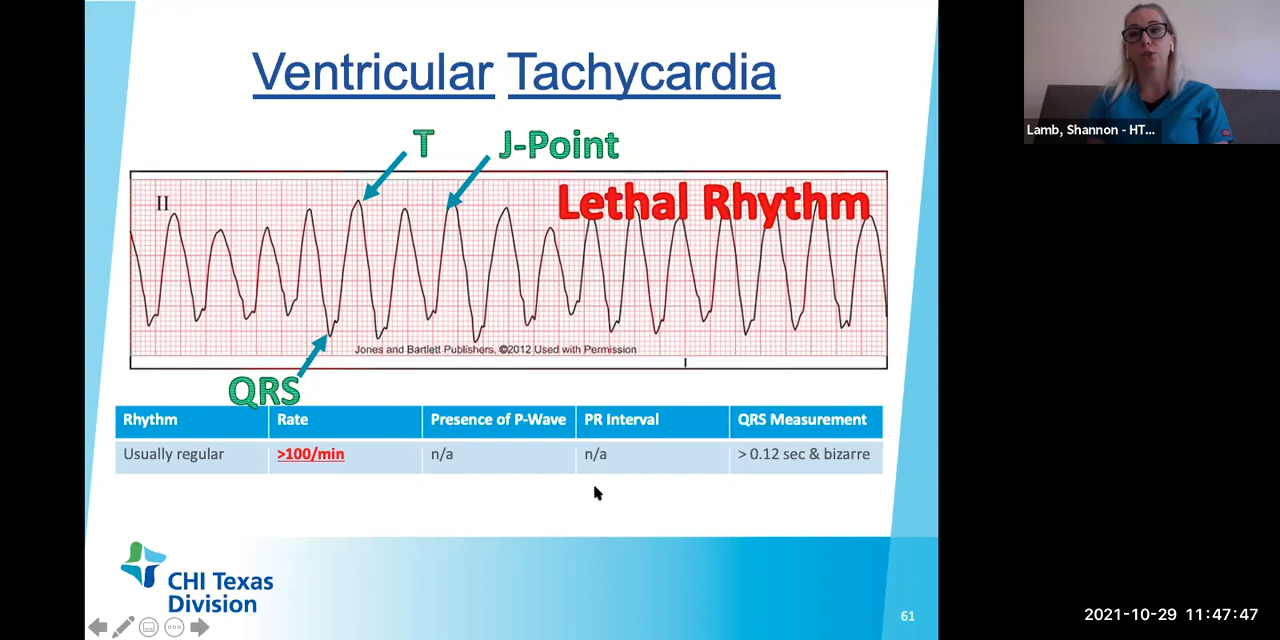 Ventricular Tachycardia
T
J-Point
II
Lethal Rhythm
Jones and Bartlett Publishers, ©2012 Used with Permission
QRS
Rhythm Rate Presence of P-Wave PR Interval QRS Measurement
Usually regular >100/min n/a n/a > 0.12 sec & bizarre
CHI Texas
Division
61
Lamb, Shannon - HT...
2021-10-29 11:47:47